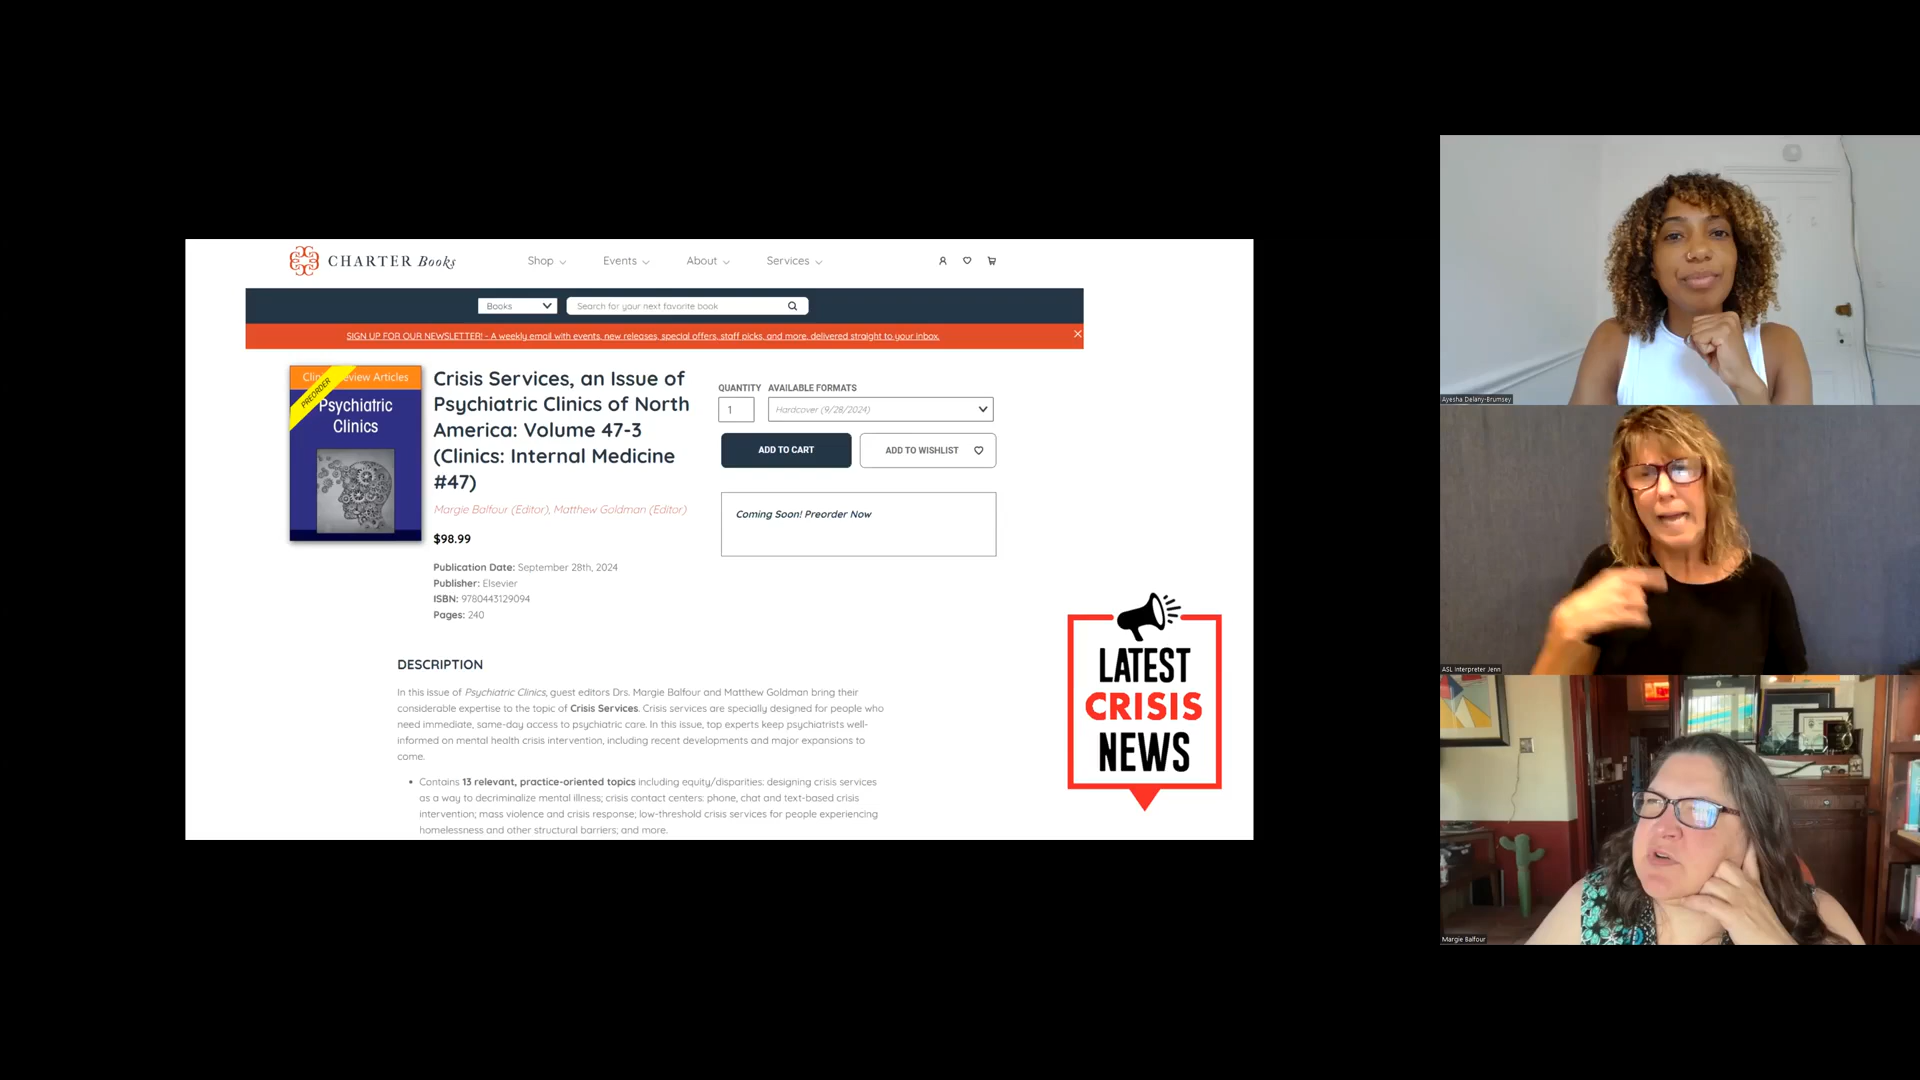 CHARTER Books
Shop
Events
About
Services
Books
Search for your next favorite book
SIGN UP FOR OUR NEWSLETTER! - A weekly email with events, new releases, special offers, staff picks, and more, delivered straight to your inbox.
Review Articles
PREORDER
Psychiatric
Clinics
Crisis Services, an Issue of
Psychiatric Clinics of North
America: Volume 47-3
(Clinics: Internal Medicine
#47)
Margie Balfour (Editor), Matthew Goldman (Editor)
$98.99
Publication Date: September 28th, 2024
Publisher: Elsevier
ISBN: 9780443129094
Pages: 240
QUANTITY AVAILABLE FORMATS
1
Hardcover (9/28/2024)
ADD TO CART
ADD TO WISHLIST
Coming Soon! Preorder Now
DESCRIPTION
In this issue of Psychiatric Clinics, guest editors Drs. Margie Balfour and Matthew Goldman bring their
considerable expertise to the topic of Crisis Services. Crisis services are specially designed for people who
need immediate, same-day access to psychiatric care. In this issue, top experts keep psychiatrists well-
informed on mental health crisis intervention, including recent developments and major expansions to
come.
• Contains 13 relevant, practice-oriented topics including equity/disparities: designing crisis services
as a way to decriminalize mental illness; crisis contact centers: phone, chat and text-based crisis
intervention; mass violence and crisis response; low-threshold crisis services for people experiencing
homelessness and other structural barriers; and more.
LATEST
CRISIS
NEWS
Ayesha Delany-Brumsey
ASL Interpreter Jenn
Margie Balfour